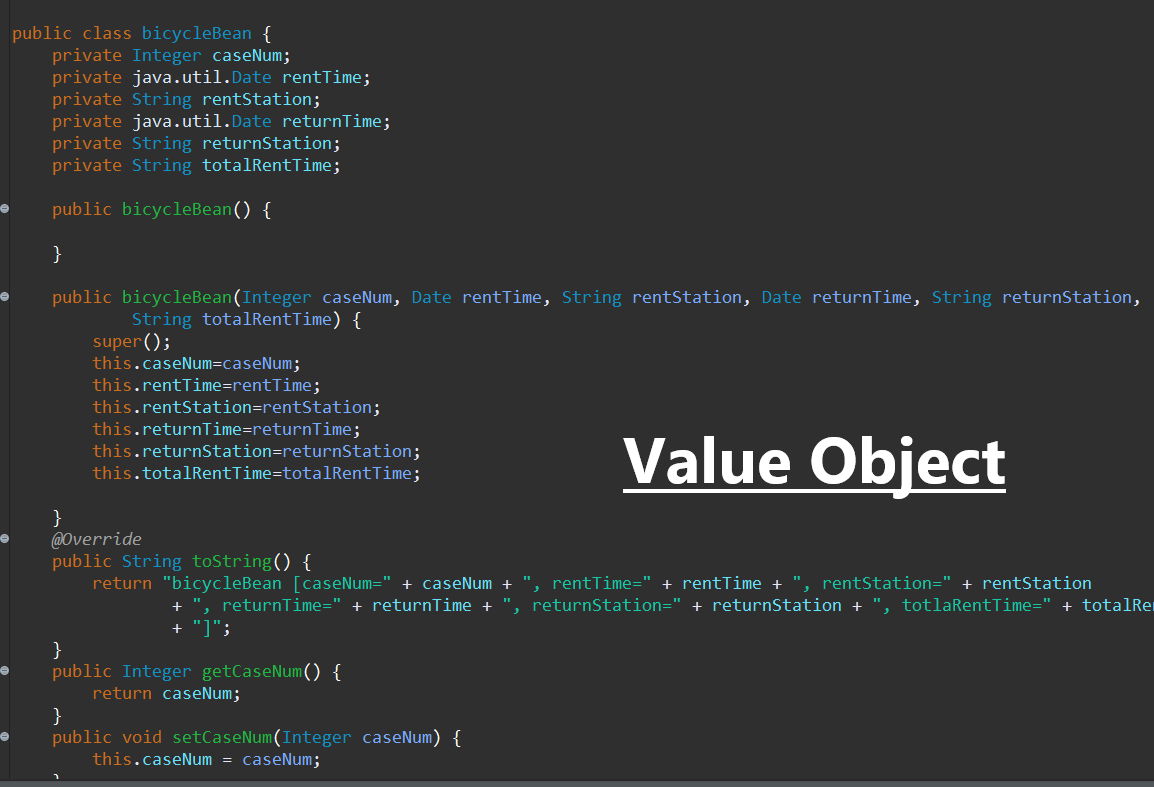 public class bicycleBean {
    private Integer caseNum;
    private java.util.Date rentTime;
    private String rentStation;
    private java.util.Date returnTime;
    private String returnStation;
    private String totalRentTime;
    public bicycleBean() {
    }
    public bicycleBean(Integer caseNum, Date rentTime, String rentStation, Date returnTime, String returnStation,
            String totalRentTime) {
        super();
        this.caseNum=caseNum;
        this.rentTime=rentTime;
        this.rentStation=rentStation;
        this.returnTime=returnTime;
        this.returnStation=returnStation;
        this.totalRentTime=totalRentTime;
Value Object
    }
    @Override
    public String toString() {
        return "bicycleBean [caseNum=" + caseNum + ", rentTime=" + rentTime + ", rentStation=" + rentStation
                + ", returnTime=" + returnTime + ", returnStation=" + returnStation + ", totlaRentTime=" + totalRe
                + "]";
    }
    public Integer getCaseNum() {
        return caseNum;
    }
    public void setCaseNum(Integer caseNum) {
        this.caseNum = caseNum;